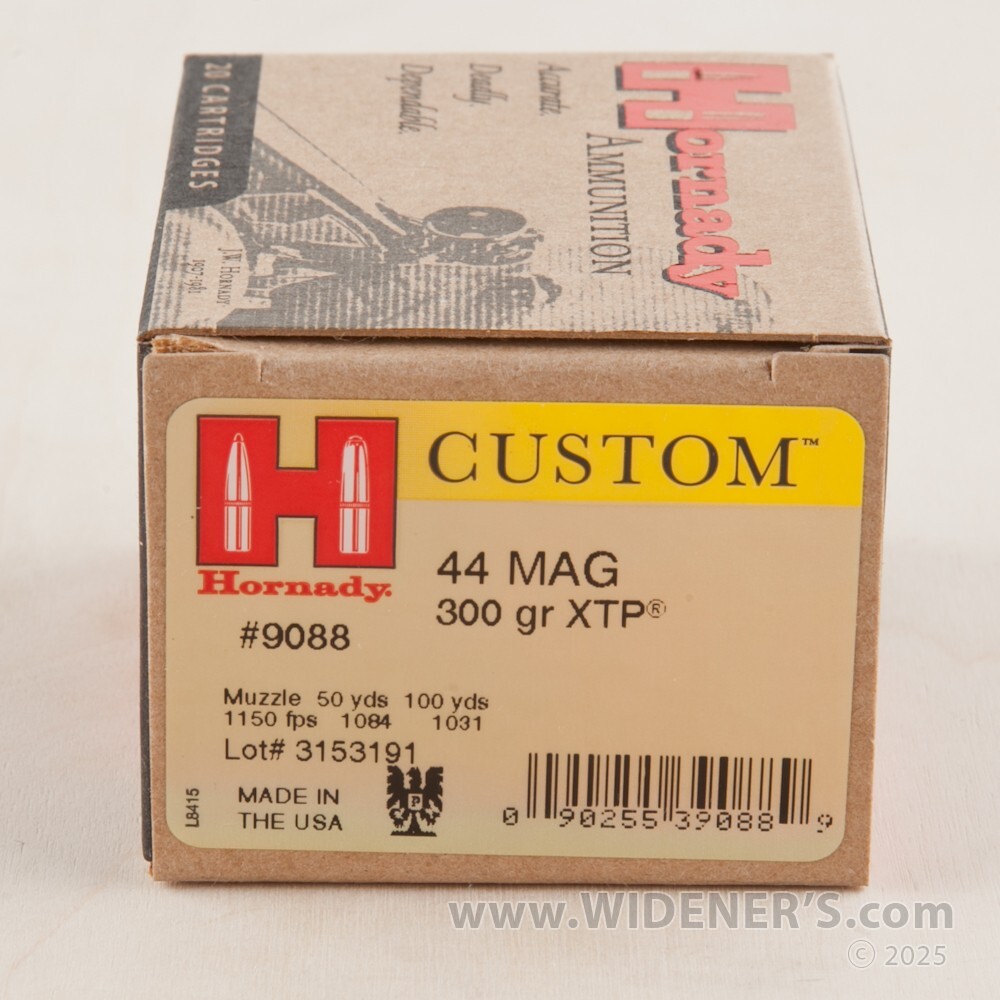 Hornady
AMMUNITION
Accurate.
Deadly.
Dependable.
20 CARTRIDGES
J.W. HORNADY
1907-1981
CUSTOM™
Hornady.
44 MAG
300 gr XTP®
#9088
Muzzle 50 yds 100 yds
1150 fps 1084 1031
Lot# 3153191
L8415
MADE IN
THE USA
P
0 90255 39088 9
www.WIDENER'S.com
© 2025